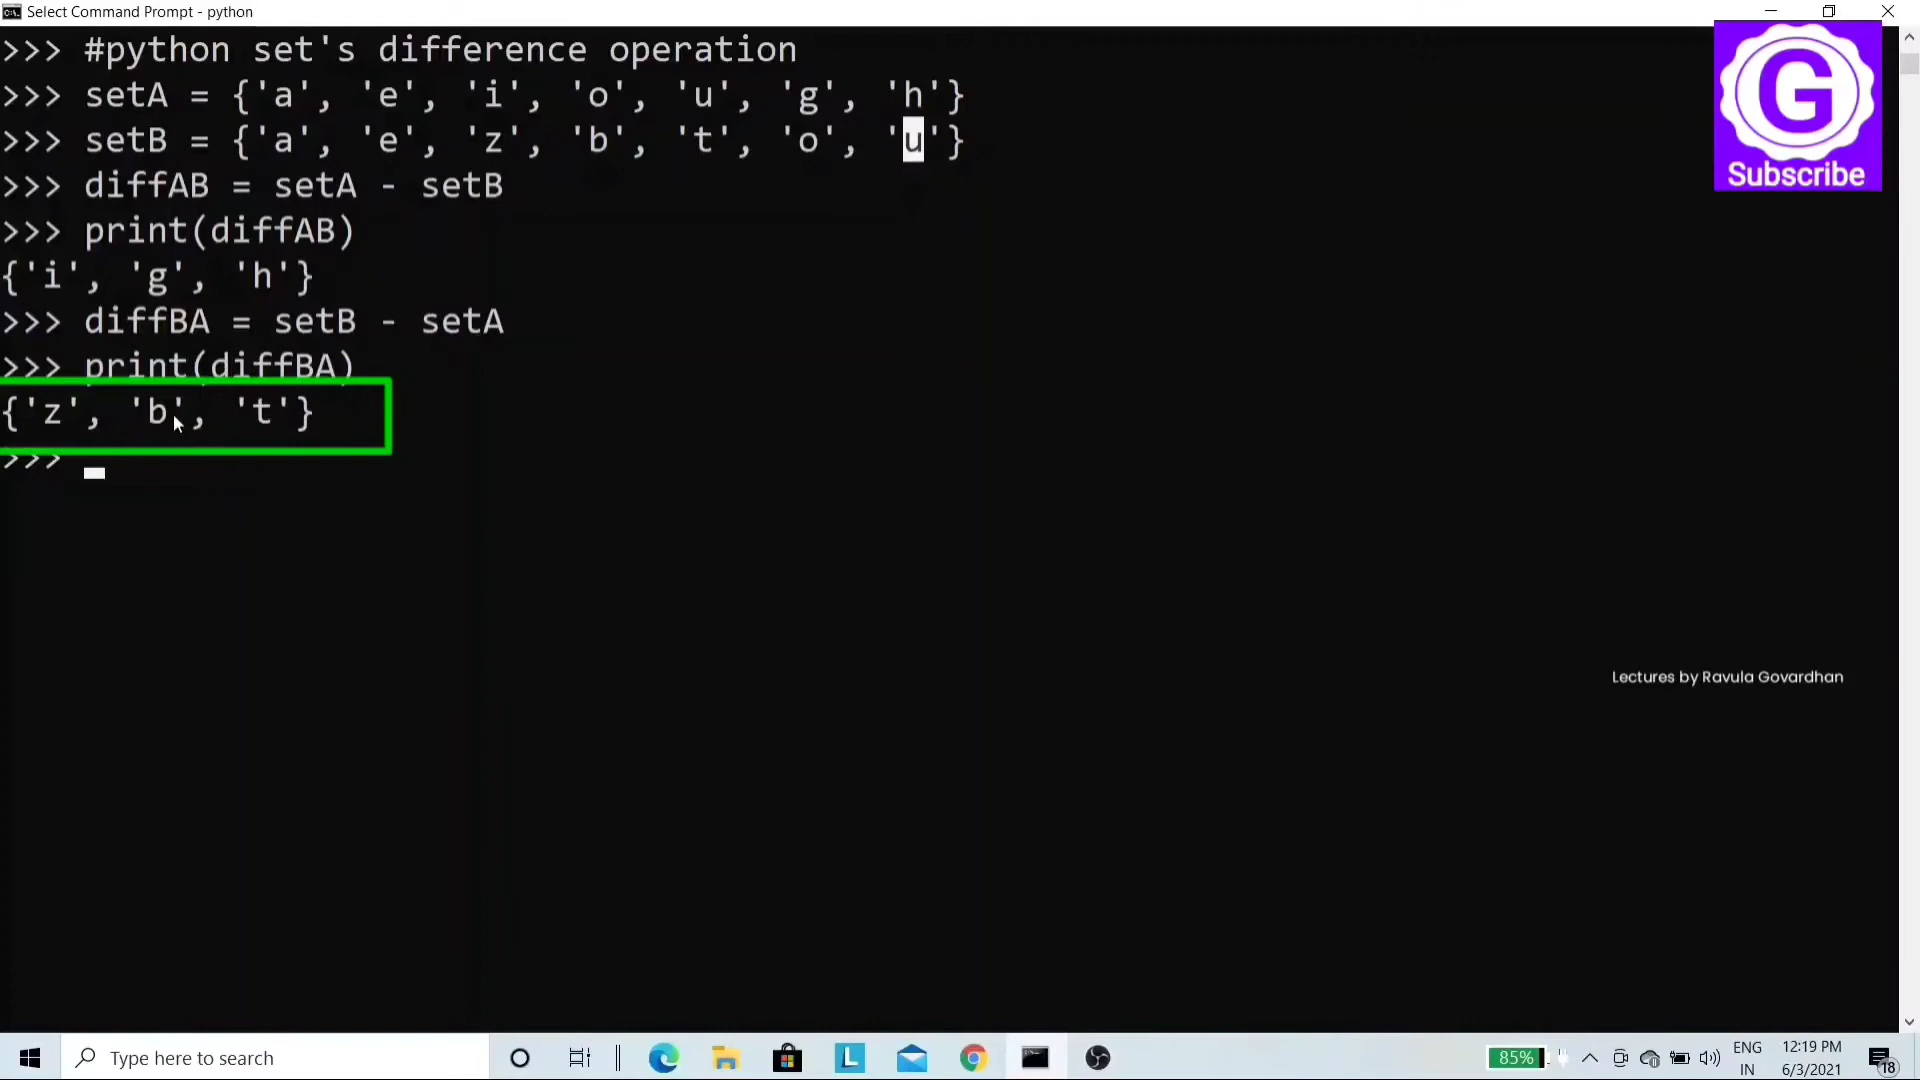 Select Command Prompt - python
>>> #python set's difference operation
>>> setA = {'a', 'e', 'i', 'o', 'u', 'g', 'h'}
>>> setB = {'a', 'e', 'z', 'b', 't', 'o', 'u'}
>>> diffAB = setA - setB
>>> print(diffAB)
{'i', 'g', 'h'}
>>> diffBA = setB - setA
>>> print(diffBA)
{'z', 'b', 't'}
>>>
G
Subscribe
Lectures by Ravula Govardhan
Type here to search
L
85%
ENG
IN
12:19 PM
6/3/2021
18